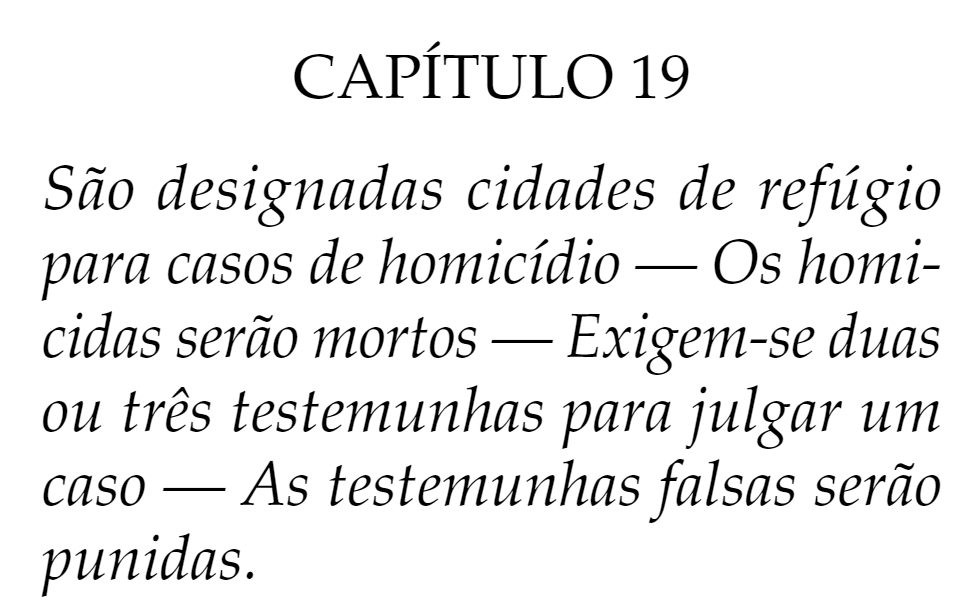 CAPÍTULO 19
São designadas cidades de refúgio
para casos de homicídio — Os homi-
cidas serão mortos — Exigem-se duas
ou três testemunhas para julgar um
caso — As testemunhas falsas serão
punidas.